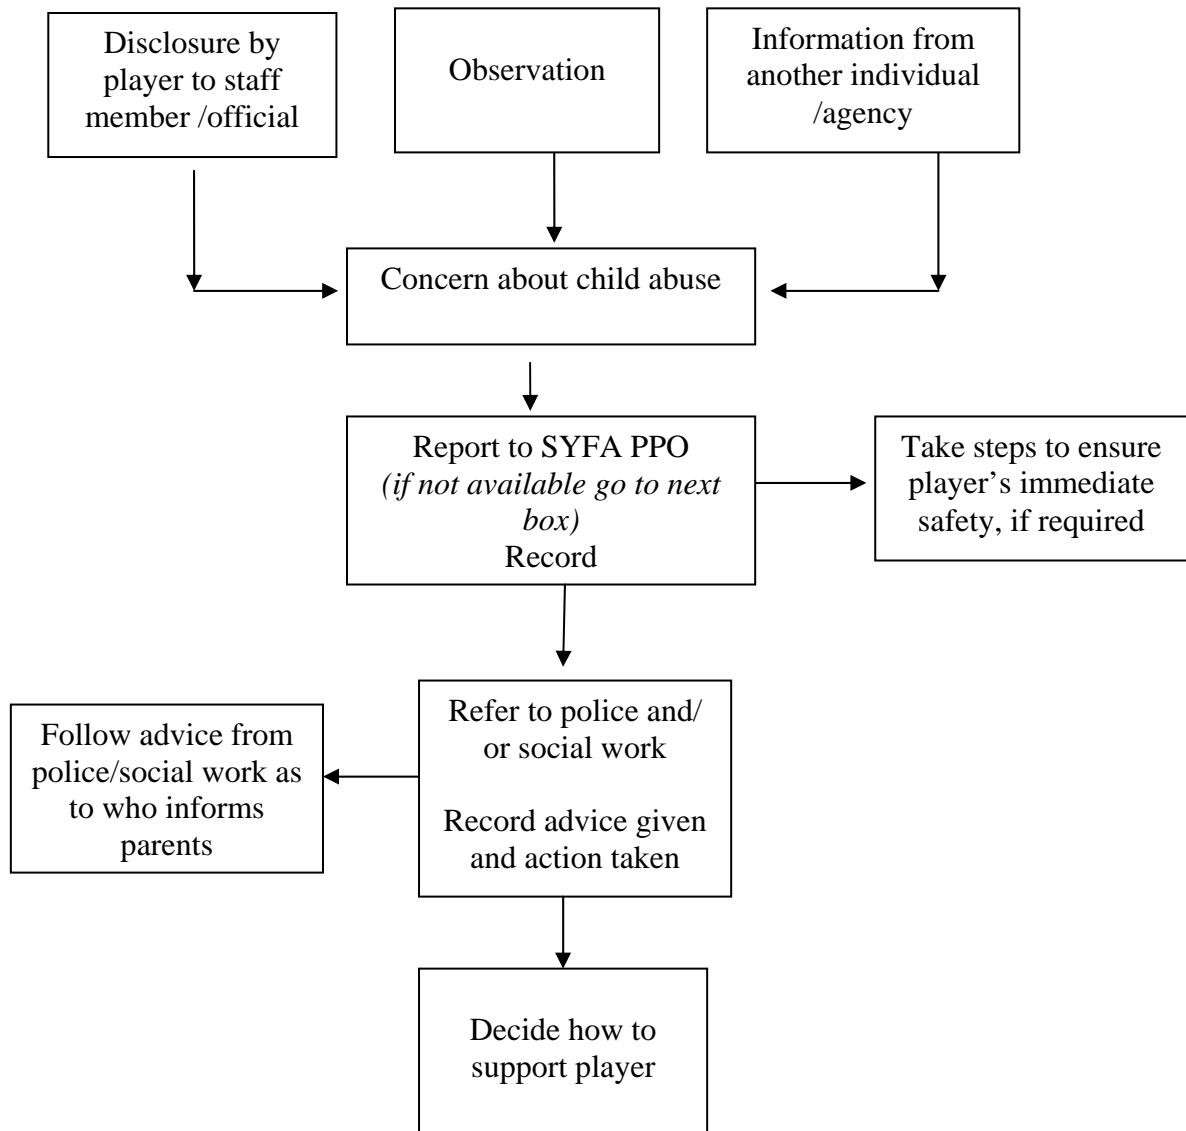 Disclosure by
player to staff
member /official
Observation
Information from
another individual
/agency
Concern about child abuse
Report to SYFA PPO
(if not available go to next
box)
Record
Take steps to ensure
player’s immediate
safety, if required
Refer to police and/
or social work
Record advice given
and action taken
Follow advice from
police/social work as
to who informs
parents
Decide how to
support player